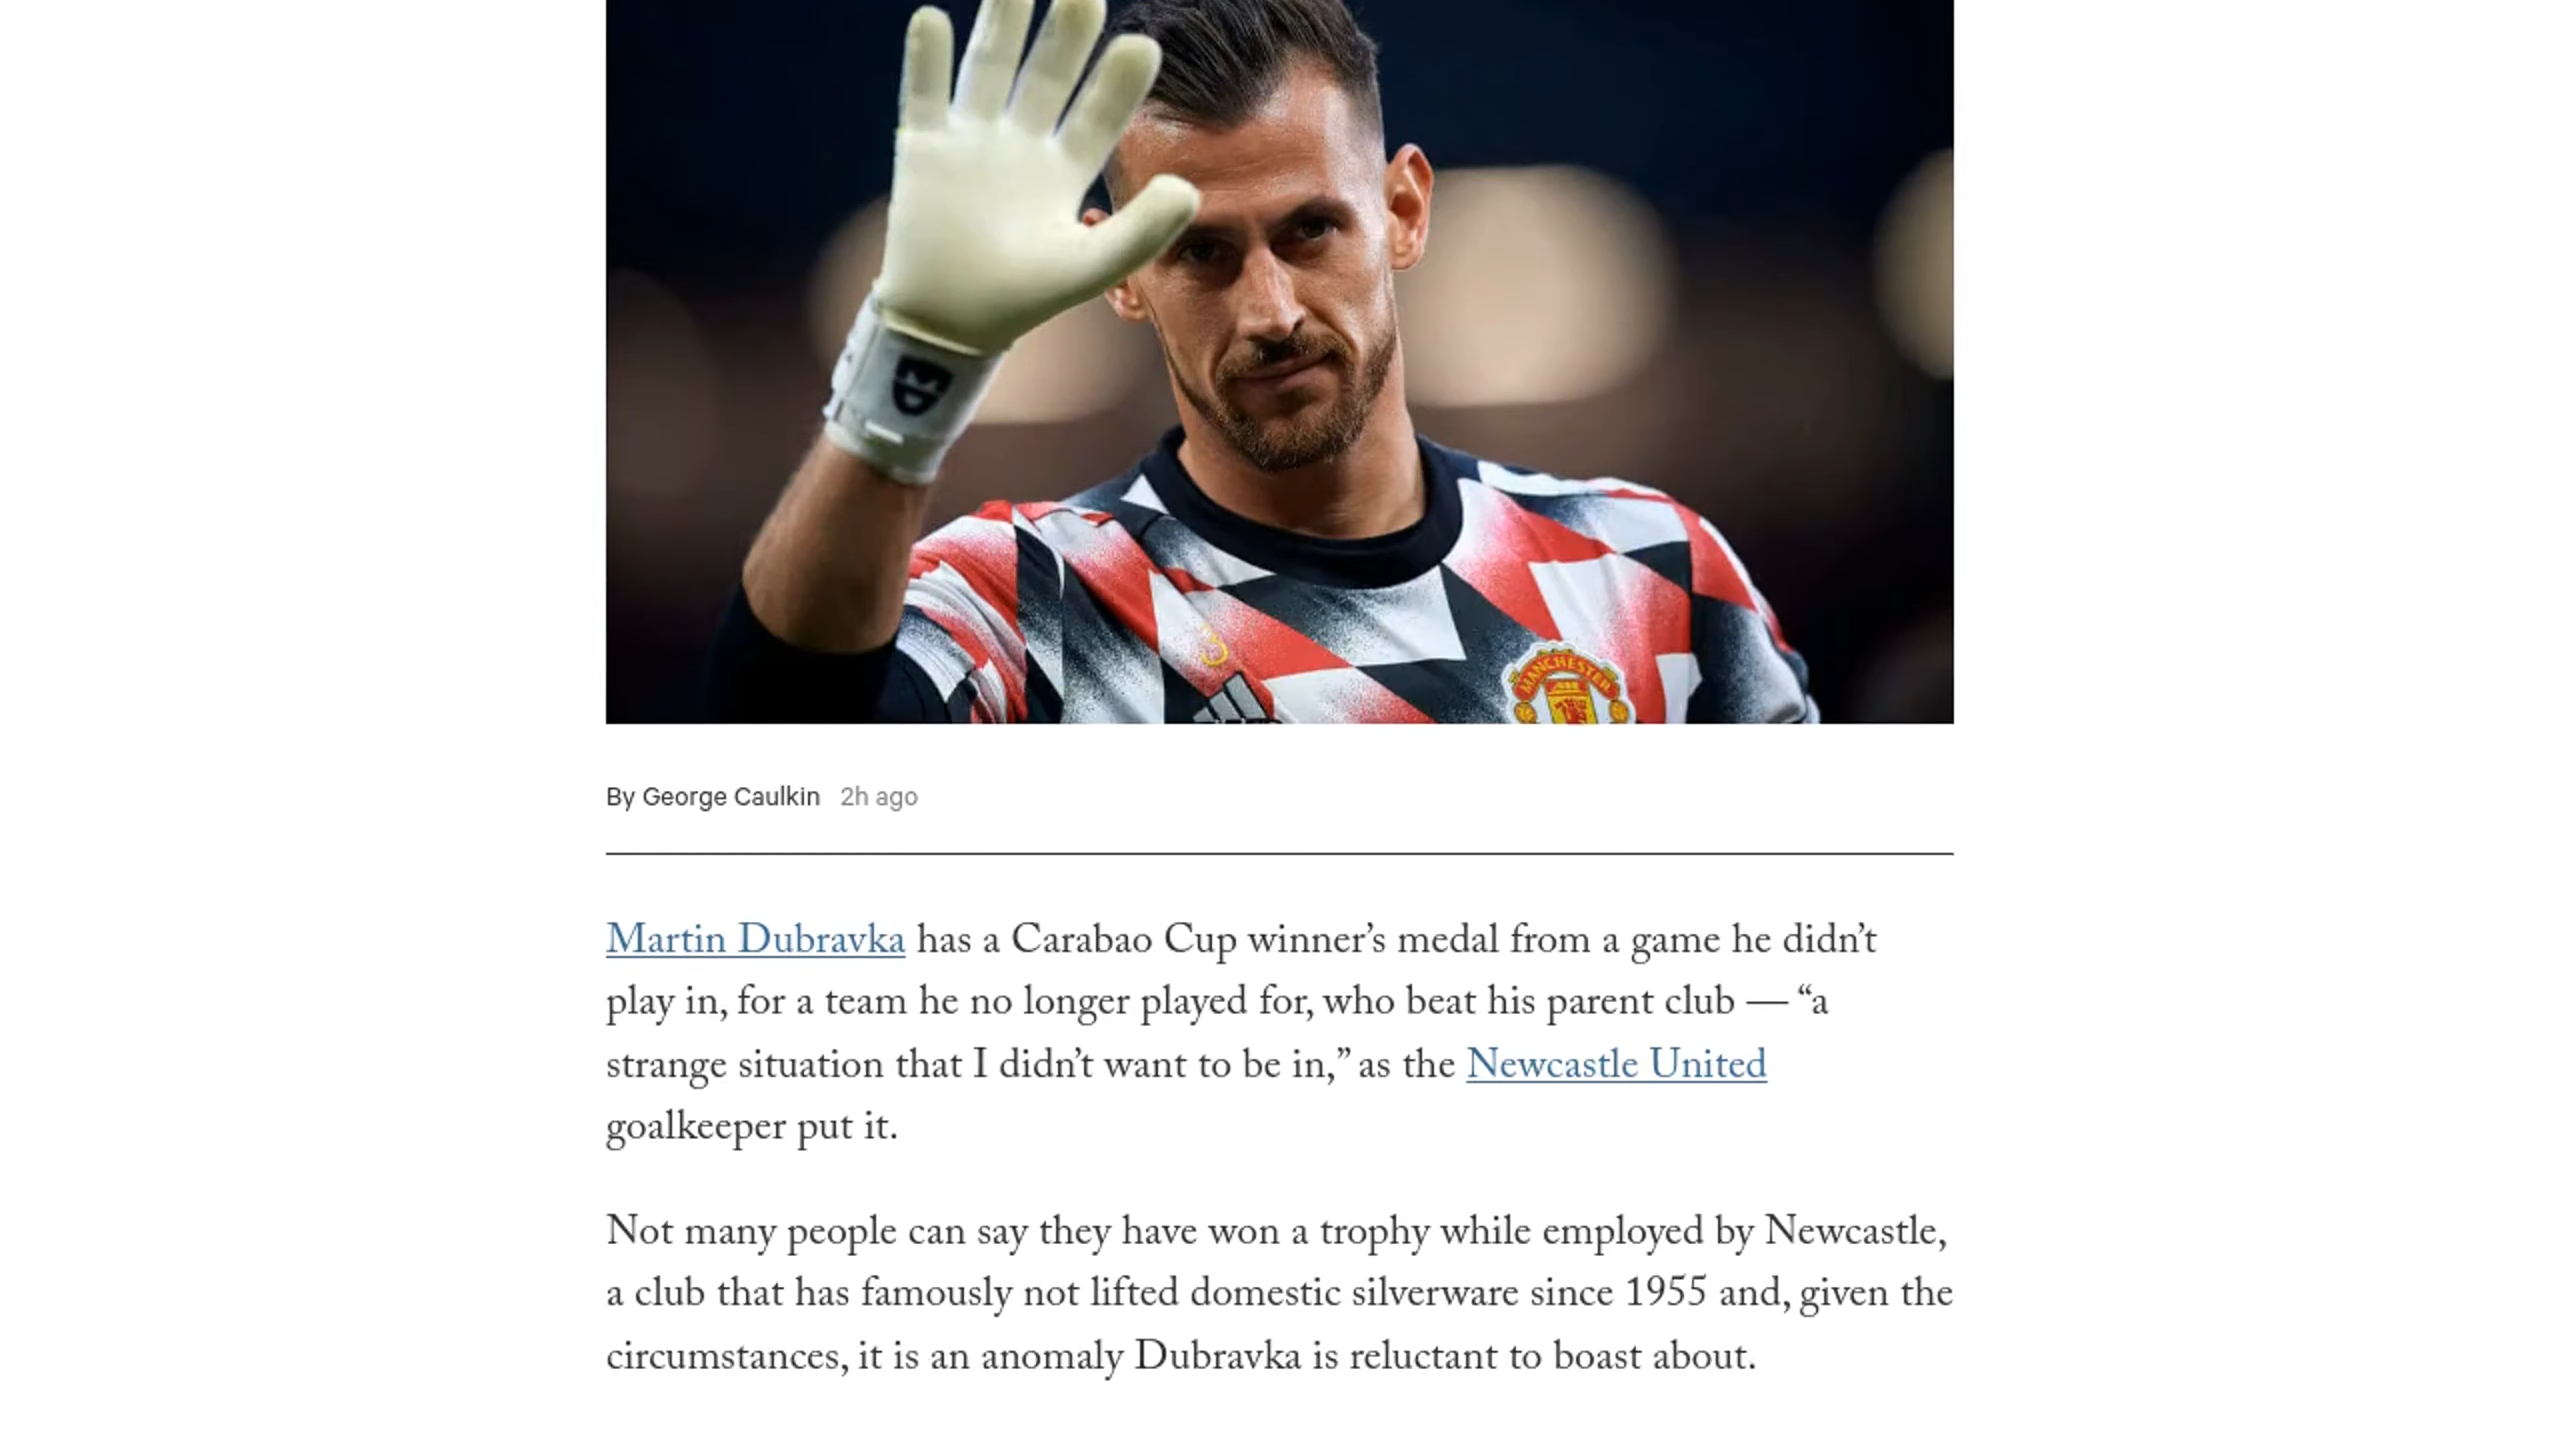 MD
3
MANCHESTER
By George Caulkin 2h ago
Martin Dubravka has a Carabao Cup winner’s medal from a game he didn’t
play in, for a team he no longer played for, who beat his parent club — “a
strange situation that I didn’t want to be in,” as the Newcastle United
goalkeeper put it.
Not many people can say they have won a trophy while employed by Newcastle,
a club that has famously not lifted domestic silverware since 1955 and, given the
circumstances, it is an anomaly Dubravka is reluctant to boast about.